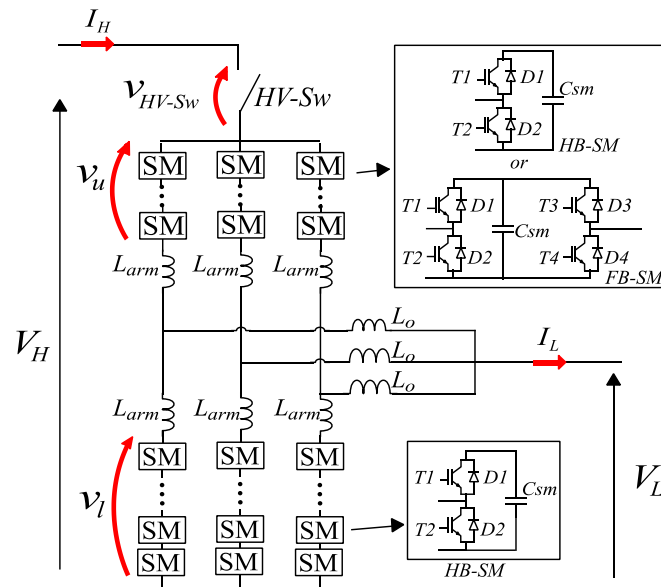 I_H
v_HV-Sw
HV-Sw
T1 D1
Csm
T2 D2
HB-SM
or
v_u
SM SM SM
SM SM SM
T1 D1 T3 D3
Csm
T2 D2 T4 D4
FB-SM
L_arm L_arm L_arm
V_H
L_o
L_o
L_o
I_L
L_arm L_arm L_arm
v_l
SM SM SM
SM SM SM
SM SM SM
T1 D1
Csm
T2 D2
HB-SM
V_L